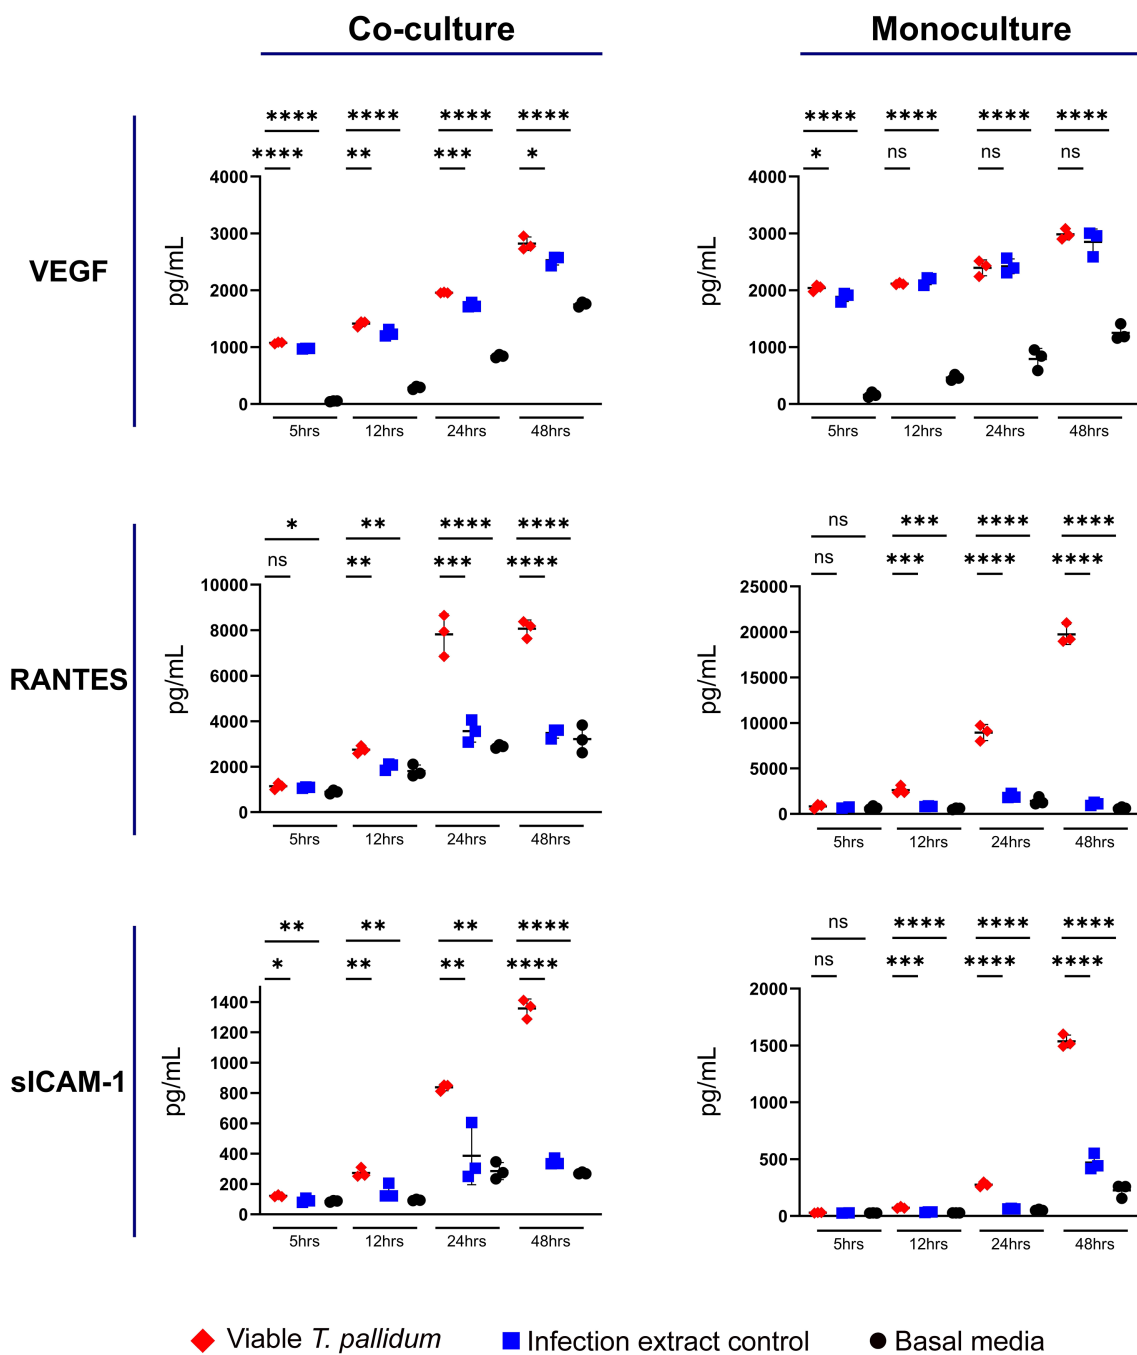 Co-culture
Monoculture
VEGF
**** **** **** ****
**** ** *** *
pg/mL
4000
3000
2000
1000
0
5hrs 12hrs 24hrs 48hrs
**** **** **** ****
* ns ns ns
pg/mL
4000
3000
2000
1000
0
5hrs 12hrs 24hrs 48hrs
RANTES
* ** **** ****
ns ** *** ****
pg/mL
10000
8000
6000
4000
2000
0
5hrs 12hrs 24hrs 48hrs
ns *** **** ****
ns *** **** ****
pg/mL
25000
20000
15000
10000
5000
0
5hrs 12hrs 24hrs 48hrs
sICAM-1
** ** ** ****
* ** ** ****
pg/mL
1400
1200
1000
800
600
400
200
0
5hrs 12hrs 24hrs 48hrs
ns **** **** ****
ns *** **** ****
pg/mL
2000
1500
1000
500
0
5hrs 12hrs 24hrs 48hrs
Viable T. pallidum Infection extract control Basal media